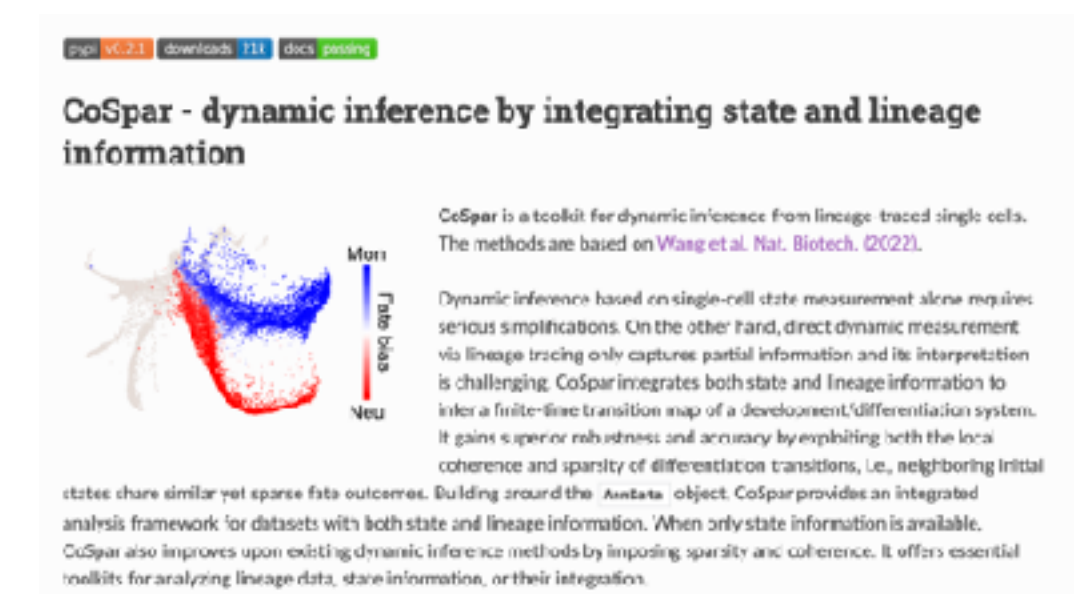 pypi v0.2.1 downloads 21k docs passing
CoSpar - dynamic inference by integrating state and lineage
information
CoSpar is a toolkit for dynamic inference from lineage-traced single cells.
The methods are based on Wang et al. Nat. Biotech. (2022).
Mon
Fate bias
Neu
Dynamic inference based on single-cell state measurement alone requires
serious simplifications. On the other hand, direct dynamic measurement
via lineage tracing only captures partial information and its interpretation
is challenging. CoSpar integrates both state and lineage information to
infer a finite-time transition map of a development/differentiation system.
It gains superior robustness and accuracy by exploiting both the local
coherence and sparsity of differentiation transitions, i.e., neighboring initial
states share similar yet sparse fate outcomes. Building around the AnnData object, CoSpar provides an integrated
analysis framework for datasets with both state and lineage information. When only state information is available,
CoSpar also improves upon existing dynamic inference methods by imposing sparsity and coherence. It offers essential
toolkits for analyzing lineage data, state information, or their integration.